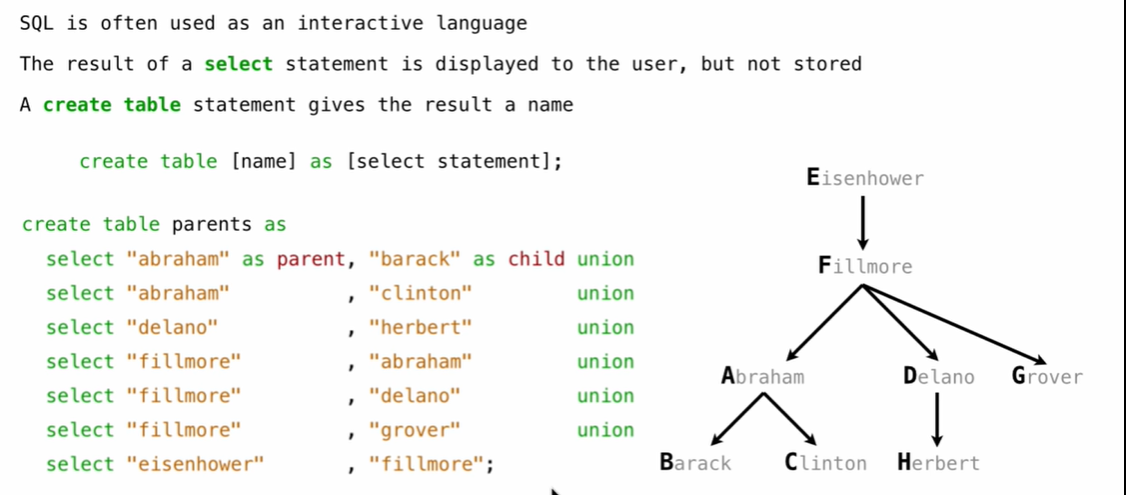 SQL is often used as an interactive language
The result of a select statement is displayed to the user, but not stored
A create table statement gives the result a name
create table [name] as [select statement];
create table parents as
select "abraham" as parent, "barack" as child union
select "abraham" , "clinton" union
select "delano" , "herbert" union
select "fillmore" , "abraham" union
select "fillmore" , "delano" union
select "fillmore" , "grover" union
select "eisenhower" , "fillmore";
Eisenhower
Fillmore
Abraham Delano Grover
Barack Clinton Herbert